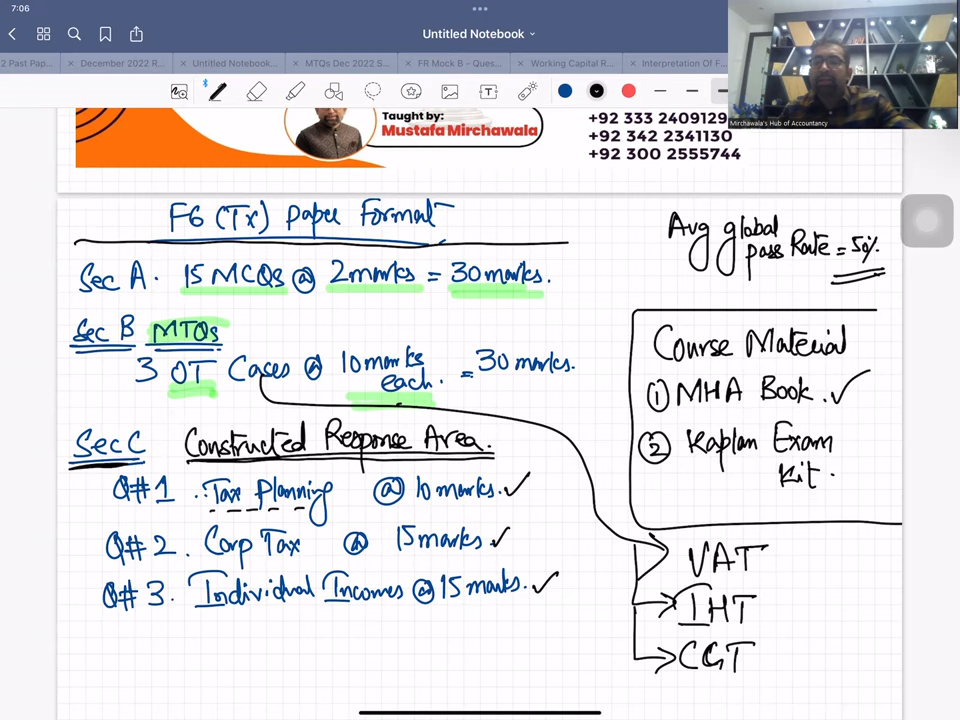 7:06
Untitled Notebook
2 Past Pap...
December 2022 R...
Untitled Notebook...
MTQs Dec 2022 S...
FR Mock B - Ques...
Working Capital R...
Interpretation Of F...
Mirchawala's Hub of Accountancy
Taught by:
Mustafa Mirchawala
+92 333 2409129
+92 342 2341130
+92 300 2555744
F6 (Tx) Paper Format
Avg global pass Rate = 50%
Sec A. 15 MCQs @ 2 marks = 30 marks.
Sec B MTQs
3 OT Cases @ 10 marks each. = 30 marks.
Sec C Constructed Response Area.
Q# 1 . Tax Planning @ 10 marks. ✓
Q# 2. Corp Tax @ 15 marks ✓
Q# 3. Individual Incomes @ 15 marks. ✓
Course Material
① MHA Book. ✓
② Kaplan Exam Kit.
VAT
IHT
CGT